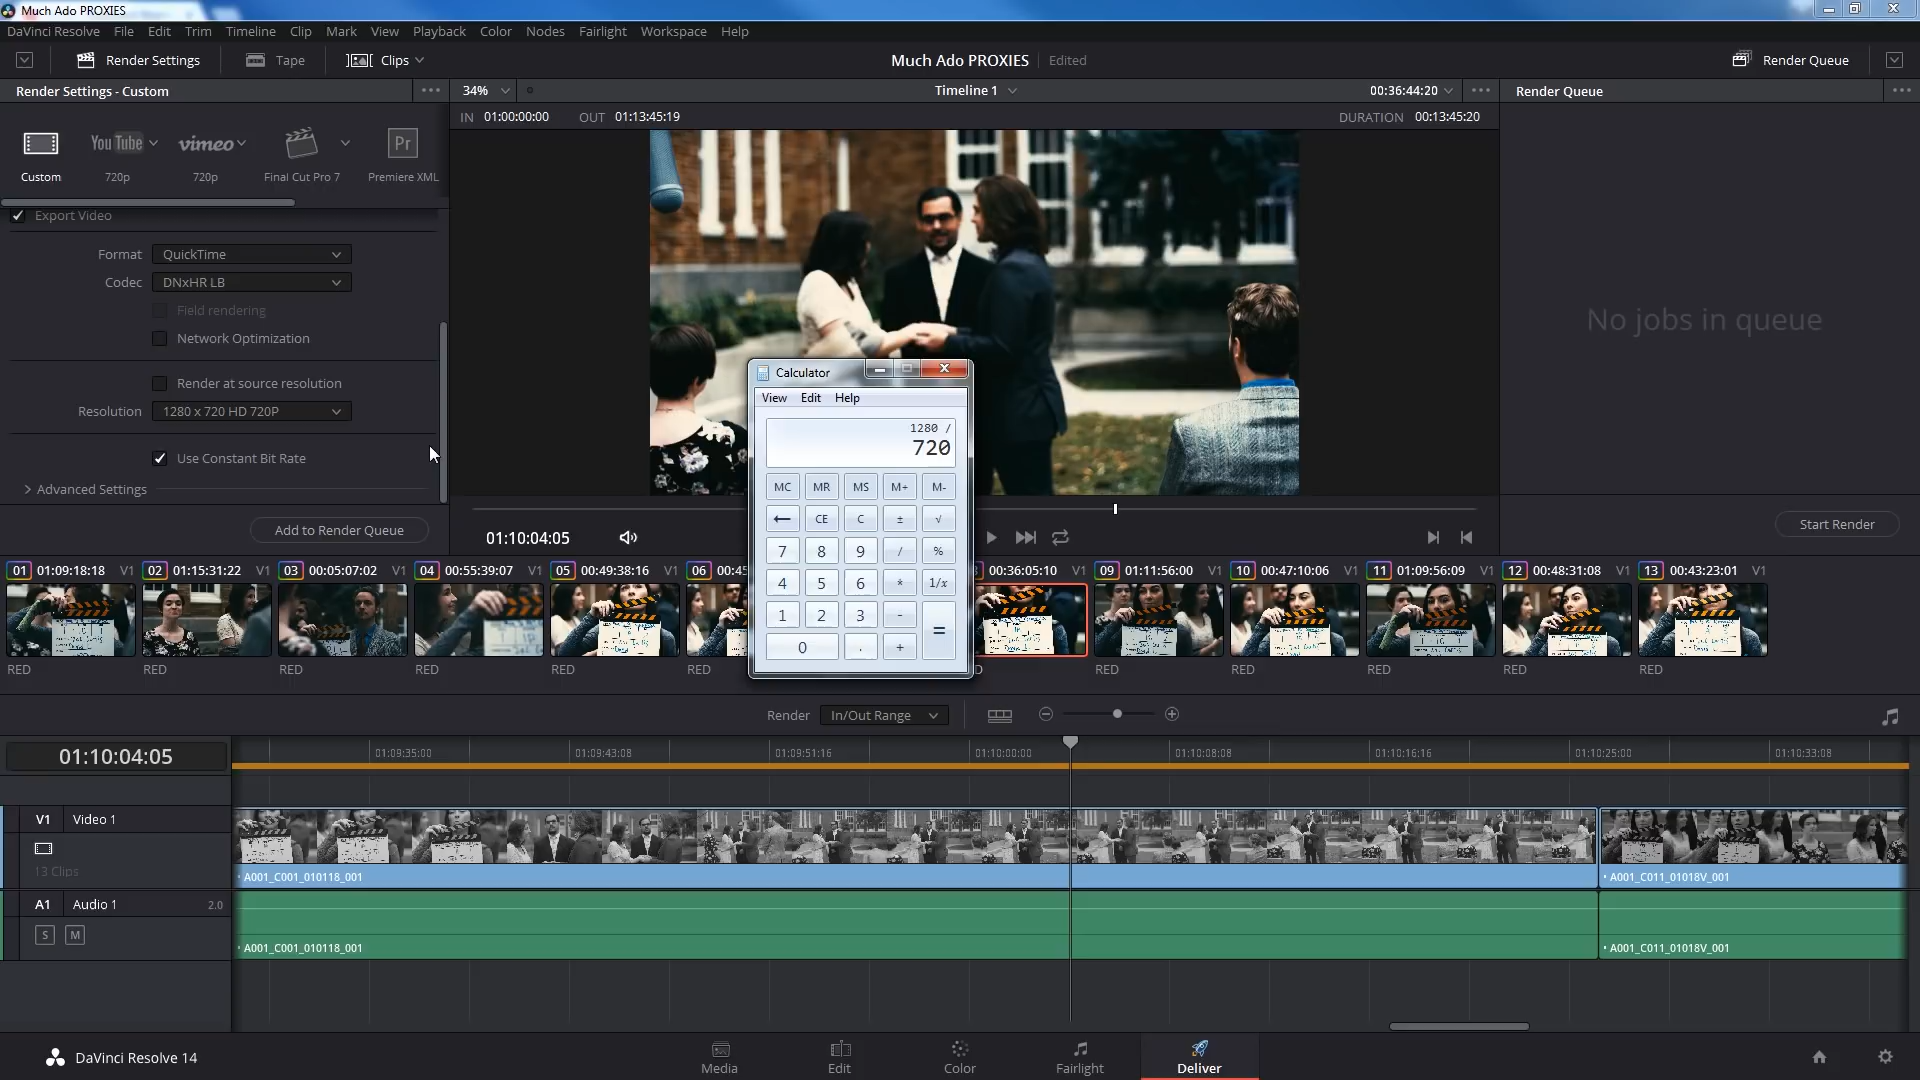 Much Ado PROXIES
DaVinci Resolve File Edit Trim Timeline Clip Mark View Playback Color Nodes Fairlight Workspace Help
Render Settings Tape Clips Much Ado PROXIES Edited Render Queue
Render Settings - Custom ••• 34% Timeline 1 00:36:44:20 ••• Render Queue •••
IN 01:00:00:00 OUT 01:13:45:19 DURATION 00:13:45:20
YouTube vimeo Pr
Custom 720p 720p Final Cut Pro 7 Premiere XML
Export Video
Format QuickTime
Codec DNxHR LB
Field rendering
Network Optimization
Render at source resolution
Resolution 1280 x 720 HD 720P
Use Constant Bit Rate
Advanced Settings
Add to Render Queue
No jobs in queue
Start Render
Calculator
View Edit Help
1280 /
720
MC MR MS M+ M-
← CE C ± √
7 8 9 / %
4 5 6 * 1/x
1 2 3 - =
0 . +
01:10:04:05
01 01:09:18:18 V1 02 01:15:31:22 V1 03 00:05:07:02 V1 04 00:55:39:07 V1 05 00:49:38:16 V1 06 00:45 00:36:05:10 V1 09 01:11:56:00 V1 10 00:47:10:06 V1 11 01:09:56:09 V1 12 00:48:31:08 V1 13 00:43:23:01 V1
RED RED RED RED RED RED RED RED RED RED RED
Render In/Out Range
01:10:04:05 01:09:35:00 01:09:43:08 01:09:51:16 01:10:00:00 01:10:08:08 01:10:16:16 01:10:25:00 01:10:33:08
V1 Video 1
13 Clips
A001_C001_010118_001 A001_C011_01018V_001
A1 Audio 1 2.0
S M
A001_C001_010118_001 A001_C011_01018V_001
DaVinci Resolve 14
Media Edit Color Fairlight Deliver